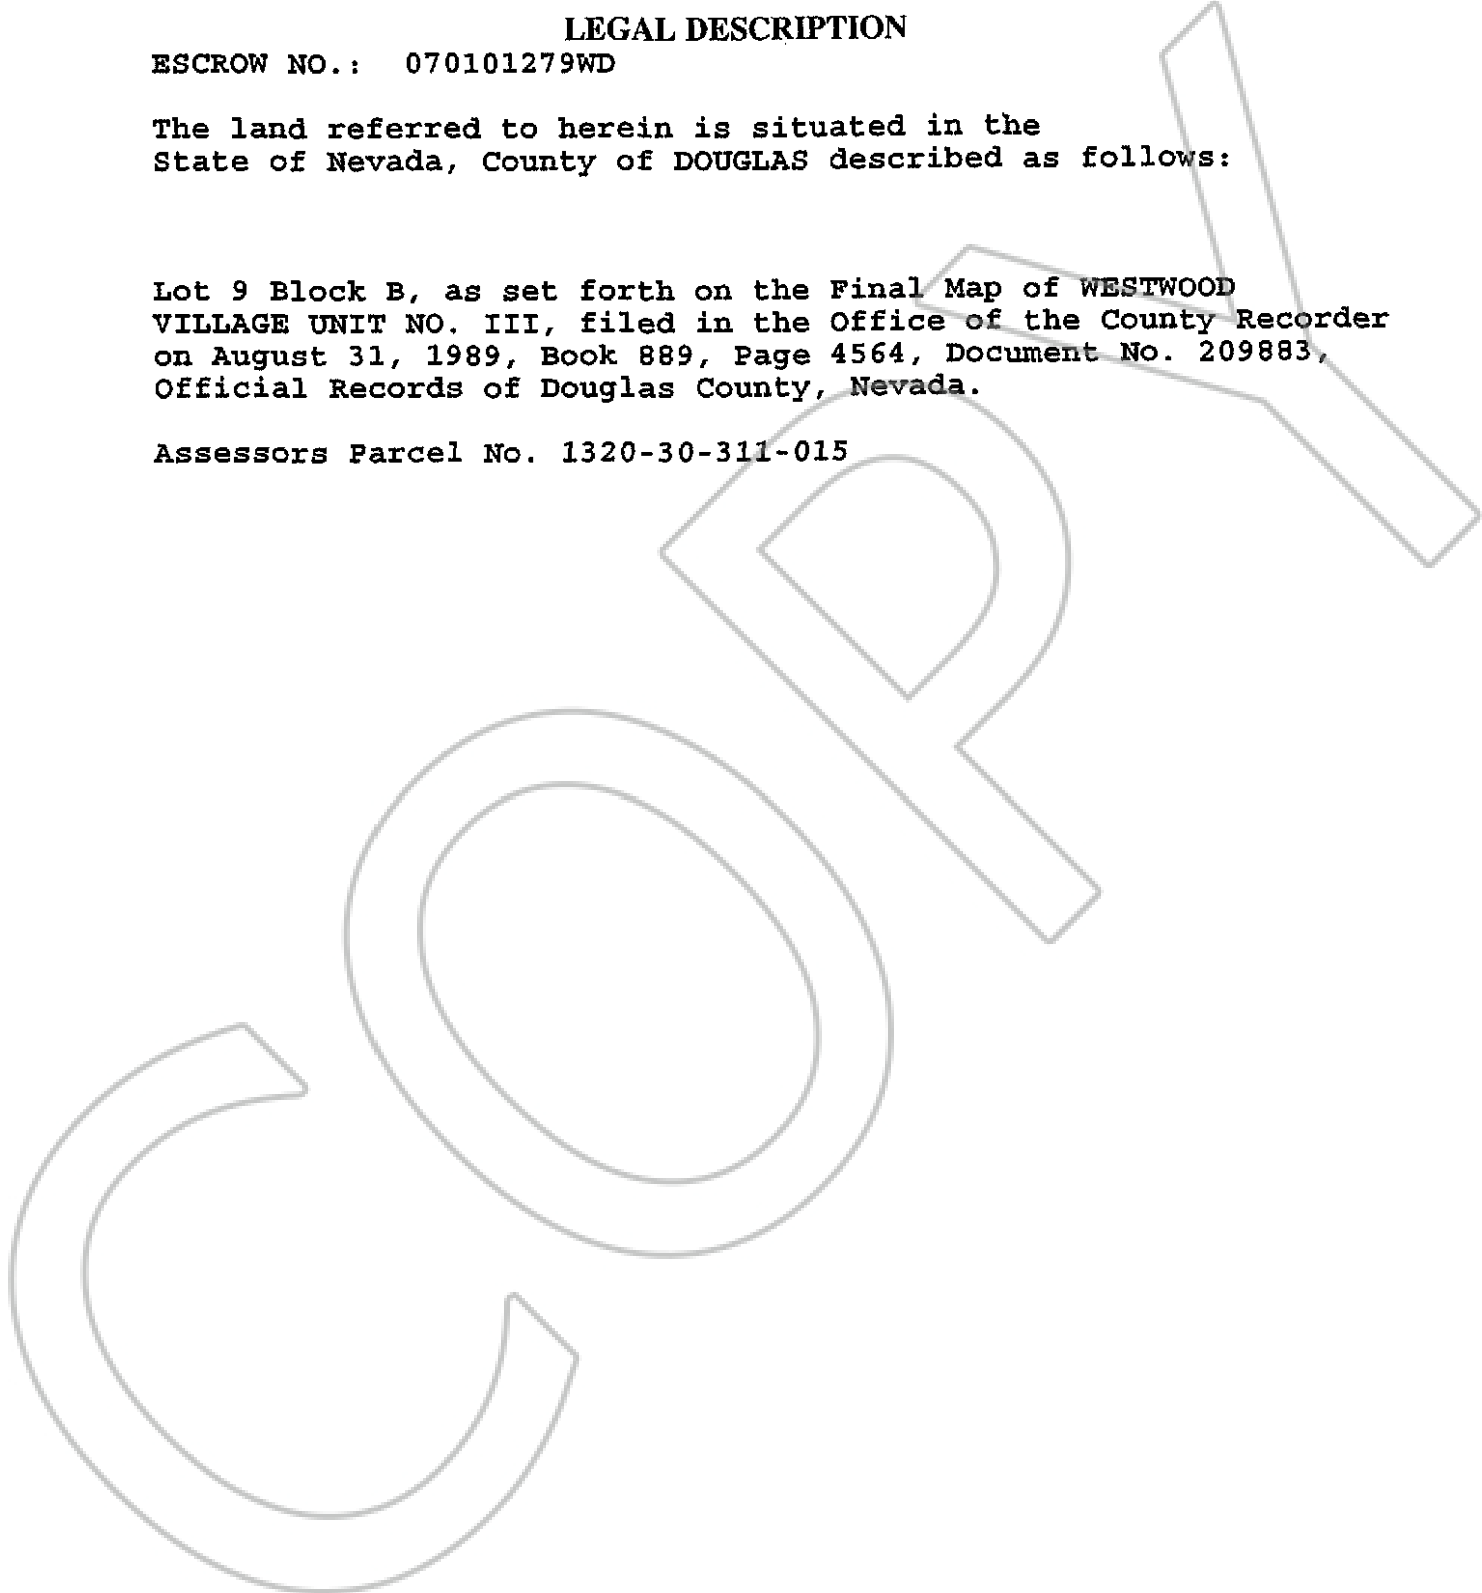 LEGAL DESCRIPTION
ESCROW NO.: 070101279WD
The land referred to herein is situated in the
State of Nevada, County of DOUGLAS described as follows:
Lot 9 Block B, as set forth on the Final Map of WESTWOOD
VILLAGE UNIT NO. III, filed in the Office of the County Recorder
on August 31, 1989, Book 889, Page 4564, Document No. 209883,
Official Records of Douglas County, Nevada.
Assessors Parcel No. 1320-30-311-015
COPY